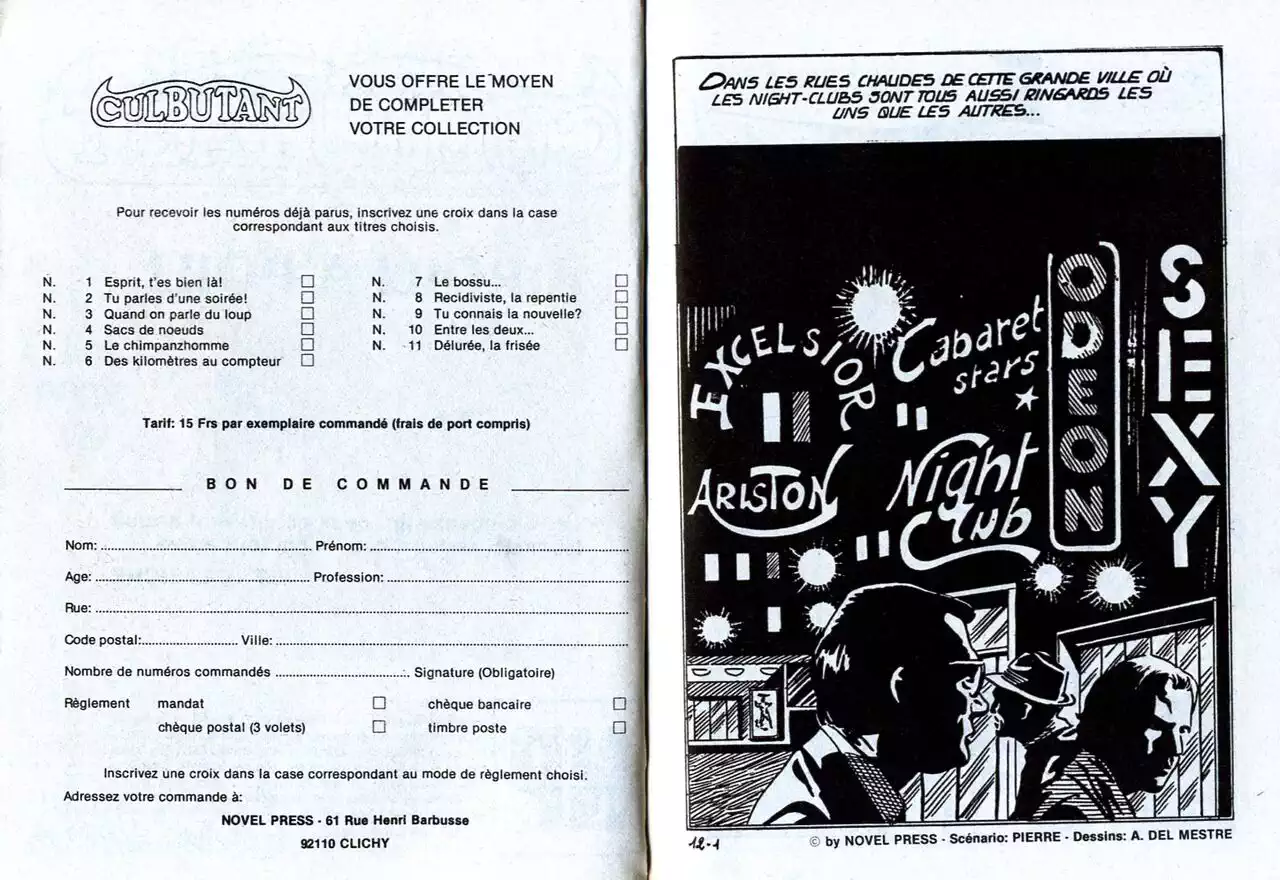 CULBUTANT
VOUS OFFRE LE MOYEN
DE COMPLETER
VOTRE COLLECTION
Pour recevoir les numéros déjà parus, inscrivez une croix dans la case
correspondant aux titres choisis.
N. 1 Esprit, t'es bien là!
N. 2 Tu parles d'une soirée!
N. 3 Quand on parle du loup
N. 4 Sacs de noeuds
N. 5 Le chimpanzhomme
N. 6 Des kilomètres au compteur
N. 7 Le bossu...
N. 8 Recidiviste, la repentie
N. 9 Tu connais la nouvelle?
N. 10 Entre les deux...
N. 11 Délurée, la frisée
Tarif: 15 Frs par exemplaire commandé (frais de port compris)
BON DE COMMANDE
Nom: Prénom:
Age: Profession:
Rue:
Code postal: Ville:
Nombre de numéros commandés Signature (Obligatoire)
Règlement mandat chèque bancaire
chèque postal (3 volets) timbre poste
Inscrivez une croix dans la case correspondant au mode de règlement choisi.
Adressez votre commande à:
NOVEL PRESS - 61 Rue Henri Barbusse
92110 CLICHY
DANS LES RUES CHAUDES DE CETTE GRANDE VILLE OÙ
LES NIGHT-CLUBS SONT TOUS AUSSI RINGARDS LES
UNS QUE LES AUTRES...
EXCELSIOR
Cabaret
stars
ODEON
SEXY
ARISTON
Night
Club
12-1
© by NOVEL PRESS - Scénario: PIERRE - Dessins: A. DEL MESTRE